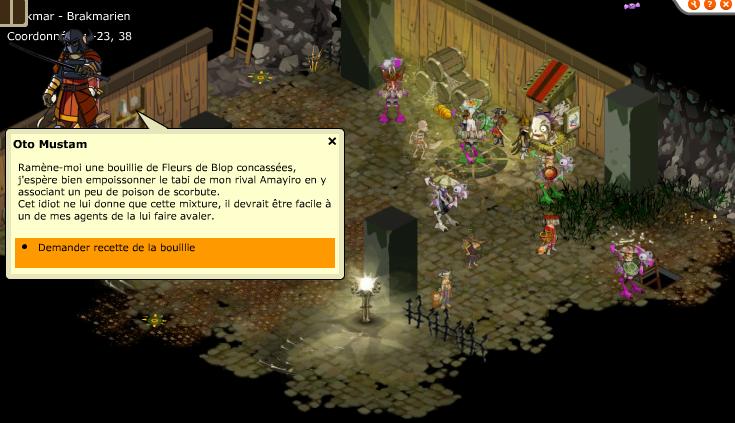 kmar - Brakmarien
Coordonn -23, 38
Oto Mustam
Ramène-moi une bouillie de Fleurs de Blop concassées,
j'espère bien empoissonner le tabi de mon rival Amayiro en y
associant un peu de poison de scorbute.
Cet idiot ne lui donne que cette mixture, il devrait être facile à
un de mes agents de la lui faire avaler.
Demander recette de la bouillie